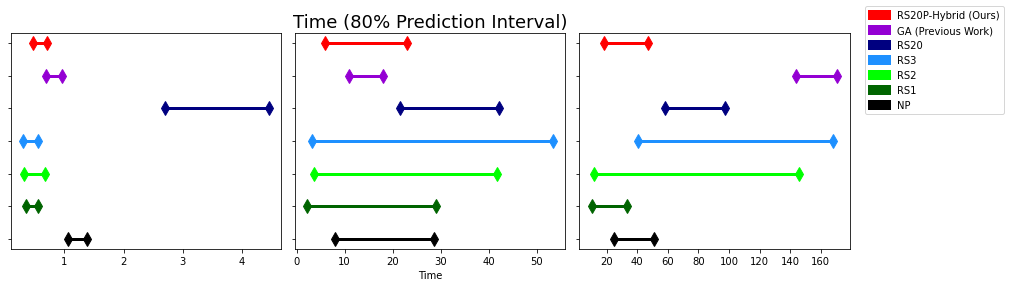 Time (80% Prediction Interval)
RS20P-Hybrid (Ours)
GA (Previous Work)
RS20
RS3
RS2
RS1
NP
1 2 3 4
0 10 20 30 40 50
20 40 60 80 100 120 140 160
Time